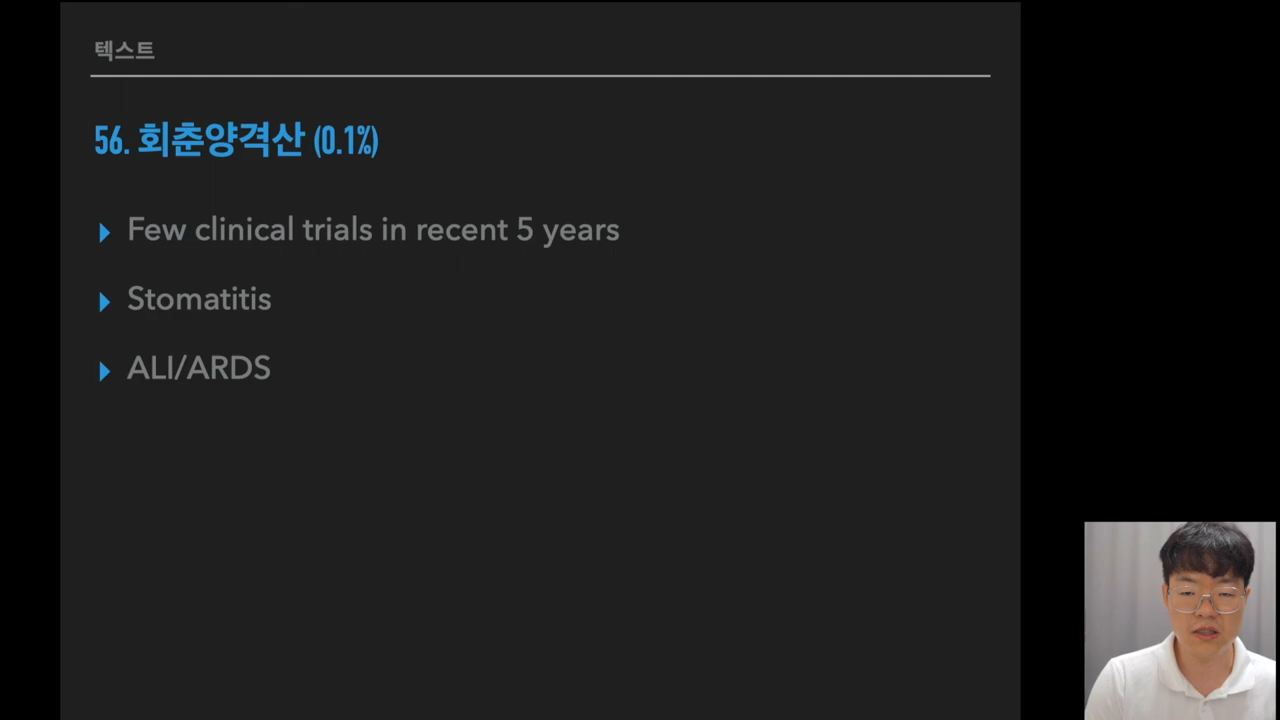 텍스트
56. 회춘양격산 (0.1%)
Few clinical trials in recent 5 years
Stomatitis
ALI/ARDS